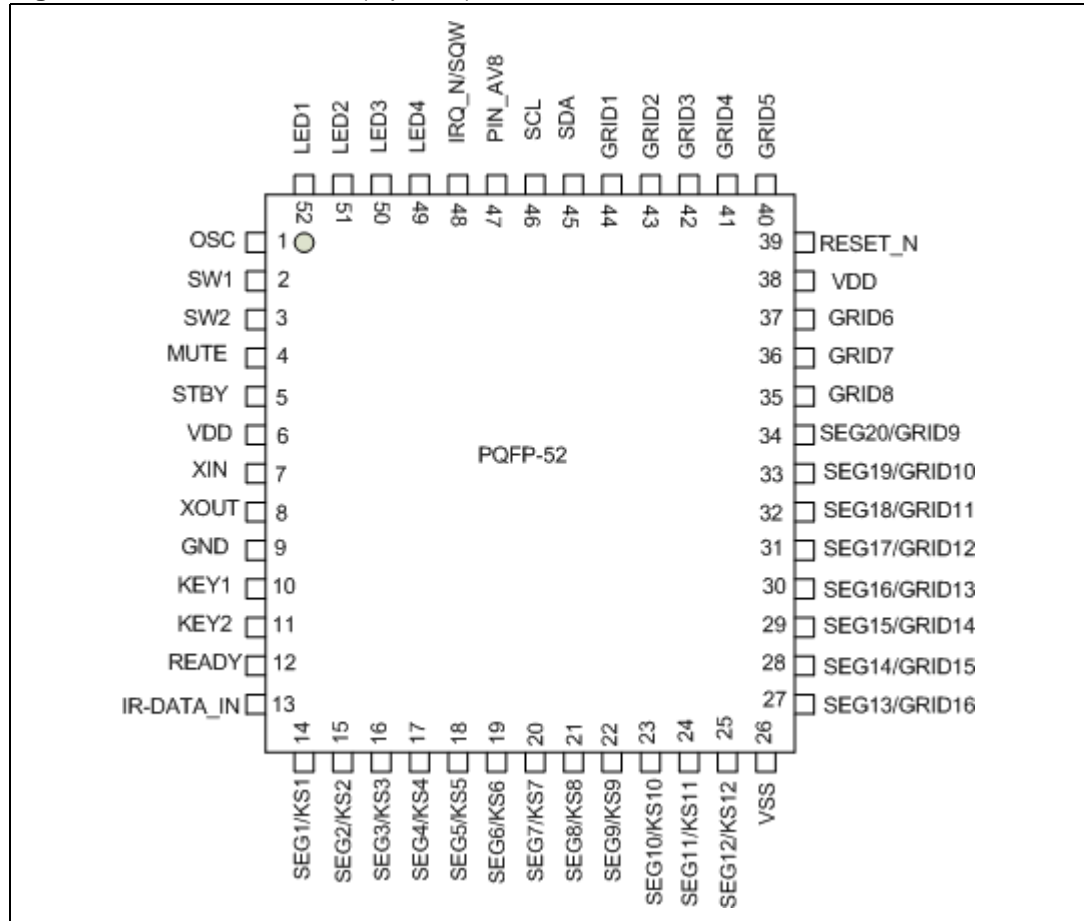 LED1
LED2
LED3
LED4
IRQ_N/SQW
PIN_AV8
SCL
SDA
GRID1
GRID2
GRID3
GRID4
GRID5
52
51
50
49
48
47
46
45
44
43
42
41
40
OSC 1
SW1 2
SW2 3
MUTE 4
STBY 5
VDD 6
XIN 7
XOUT 8
GND 9
KEY1 10
KEY2 11
READY 12
IR-DATA_IN 13
PQFP-52
39 RESET_N
38 VDD
37 GRID6
36 GRID7
35 GRID8
34 SEG20/GRID9
33 SEG19/GRID10
32 SEG18/GRID11
31 SEG17/GRID12
30 SEG16/GRID13
29 SEG15/GRID14
28 SEG14/GRID15
27 SEG13/GRID16
14
15
16
17
18
19
20
21
22
23
24
25
26
SEG1/KS1
SEG2/KS2
SEG3/KS3
SEG4/KS4
SEG5/KS5
SEG6/KS6
SEG7/KS7
SEG8/KS8
SEG9/KS9
SEG10/KS10
SEG11/KS11
SEG12/KS12
VSS